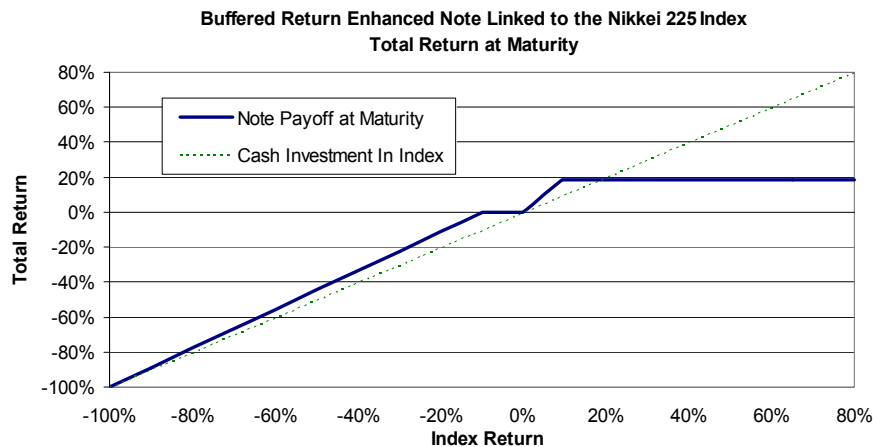 Buffered Return Enhanced Note Linked to the Nikkei 225 Index
Total Return at Maturity
80%
60%
40%
20%
0%
-20%
-40%
-60%
-80%
-100%
Total Return
Note Payoff at Maturity
Cash Investment In Index
-100% -80% -60% -40% -20% 0% 20% 40% 60% 80%
Index Return